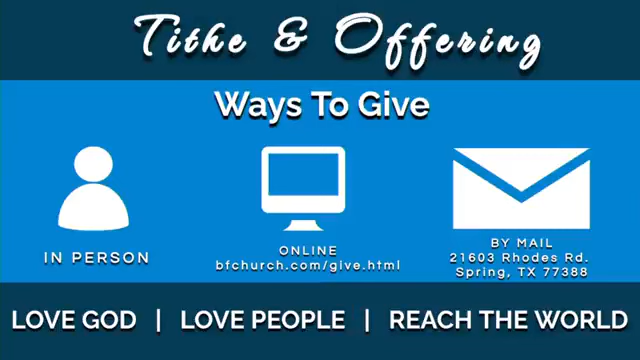 Tithe & Offering
Ways To Give
IN PERSON
ONLINE
bfchurch.com/give.html
BY MAIL
21603 Rhodes Rd.
Spring, TX 77388
LOVE GOD | LOVE PEOPLE | REACH THE WORLD